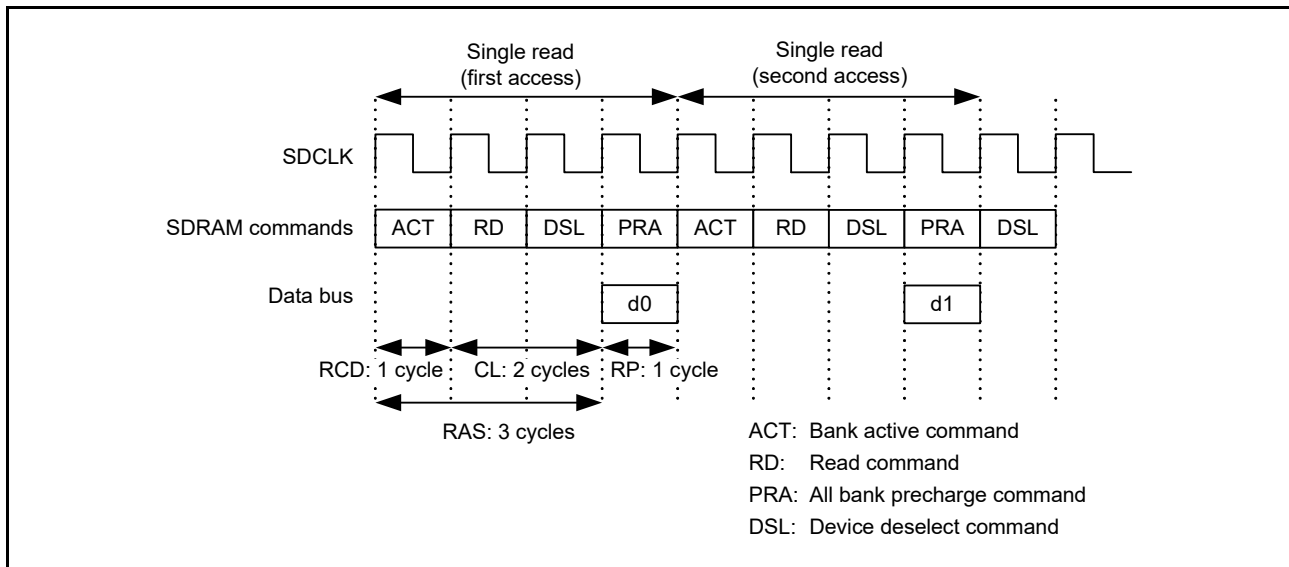 Single read
(first access)
Single read
(second access)
SDCLK
SDRAM commands
ACT RD DSL PRA ACT RD DSL PRA DSL
Data bus
d0 d1
RCD: 1 cycle CL: 2 cycles RP: 1 cycle
RAS: 3 cycles
ACT: Bank active command
RD: Read command
PRA: All bank precharge command
DSL: Device deselect command